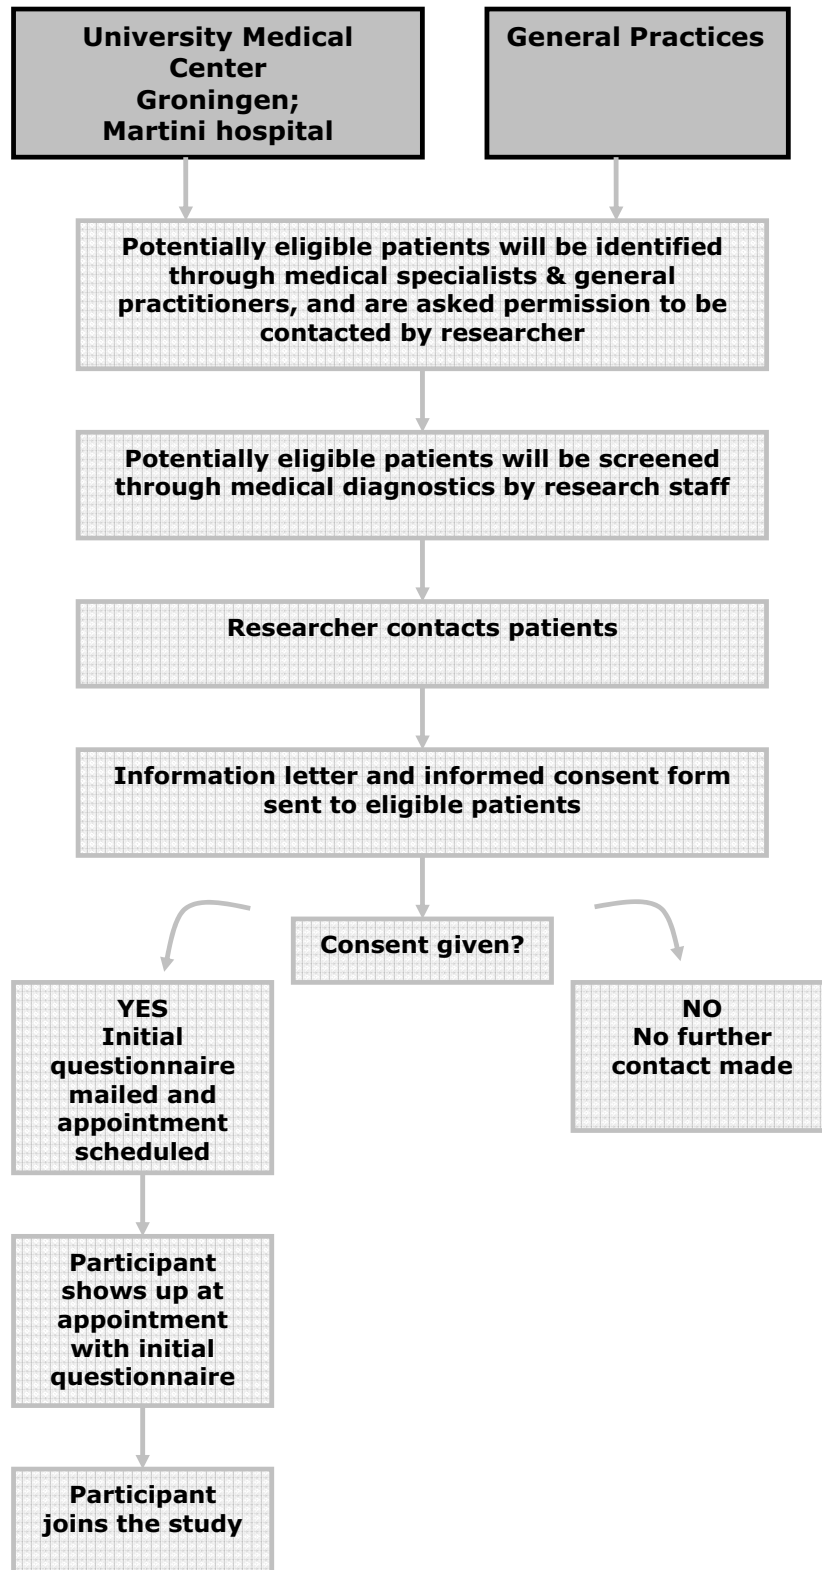 University Medical
Center
Groningen;
Martini hospital
General Practices
Potentially eligible patients will be identified
through medical specialists & general
practitioners, and are asked permission to be
contacted by researcher
Potentially eligible patients will be screened
through medical diagnostics by research staff
Researcher contacts patients
Information letter and informed consent form
sent to eligible patients
Consent given?
YES
Initial
questionnaire
mailed and
appointment
scheduled
NO
No further
contact made
Participant
shows up at
appointment
with initial
questionnaire
Participant
joins the study